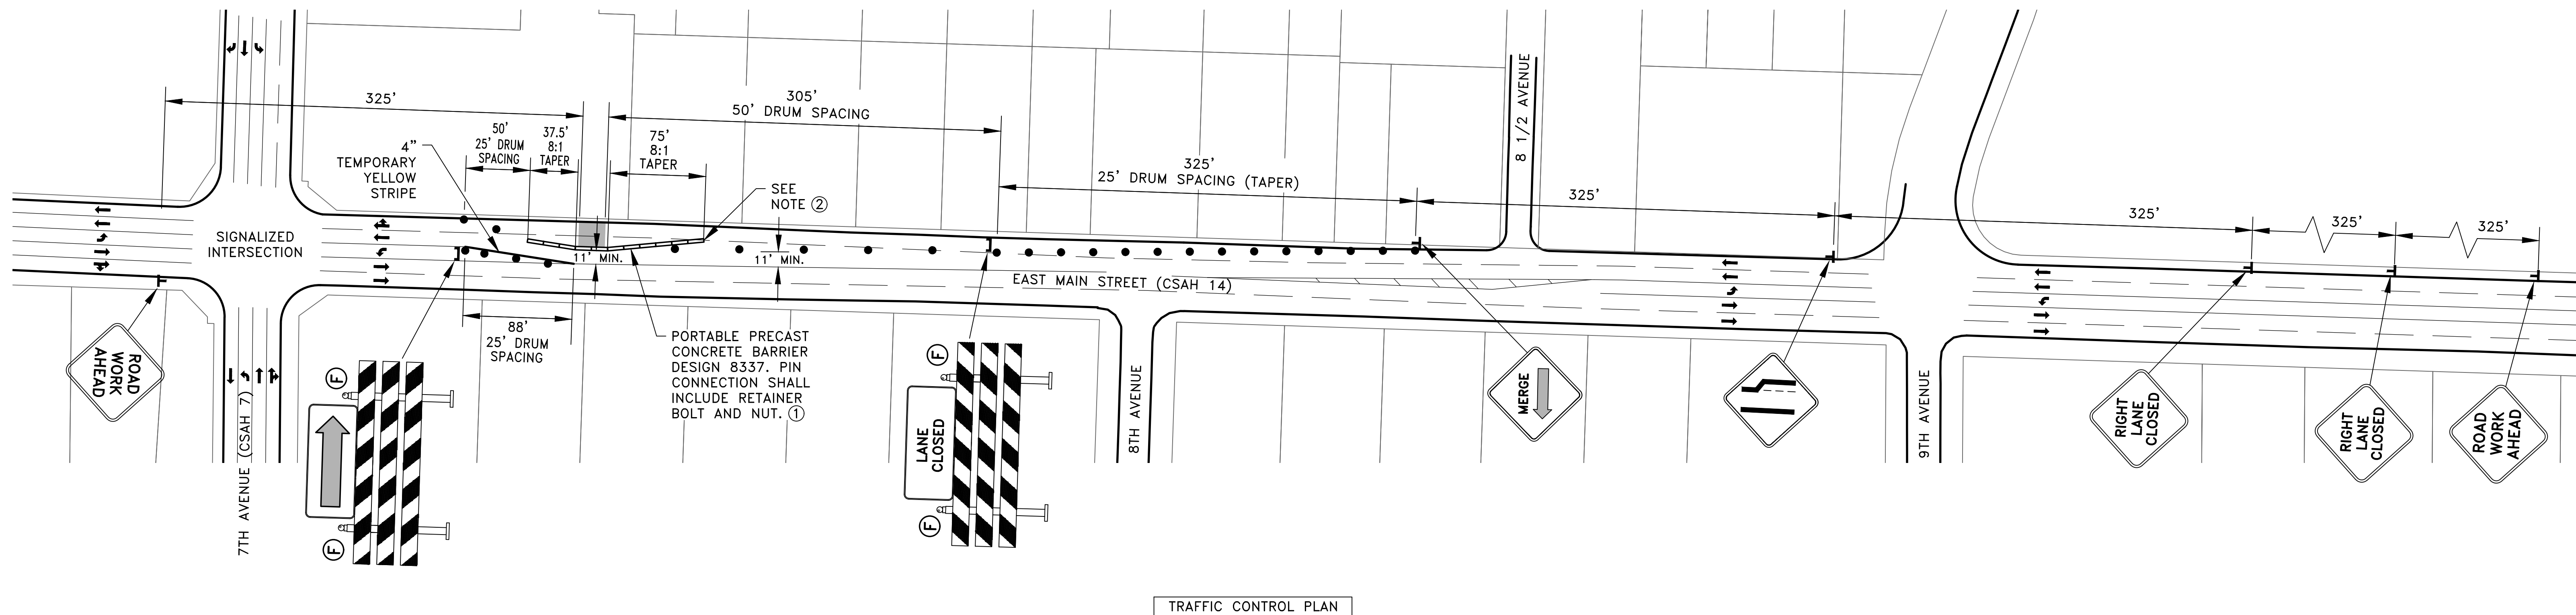 325'
305'
50' DRUM SPACING
50'
25' DRUM
SPACING
37.5'
8:1
TAPER
75'
8:1
TAPER
4"
TEMPORARY
YELLOW
STRIPE
SEE
NOTE ②
325'
25' DRUM SPACING (TAPER)
8 1/2 AVENUE
325'
325'
325'
325'
SIGNALIZED
INTERSECTION
11' MIN.
11' MIN.
EAST MAIN STREET (CSAH 14)
88'
25' DRUM
SPACING
PORTABLE PRECAST
CONCRETE BARRIER
DESIGN 8337. PIN
CONNECTION SHALL
INCLUDE RETAINER
BOLT AND NUT. ①
ROAD
WORK
AHEAD
7TH AVENUE (CSAH 7)
F
F
F
LANE
CLOSED
F
8TH AVENUE
MERGE
9TH AVENUE
RIGHT
LANE
CLOSED
RIGHT
LANE
CLOSED
ROAD
WORK
AHEAD
TRAFFIC CONTROL PLAN